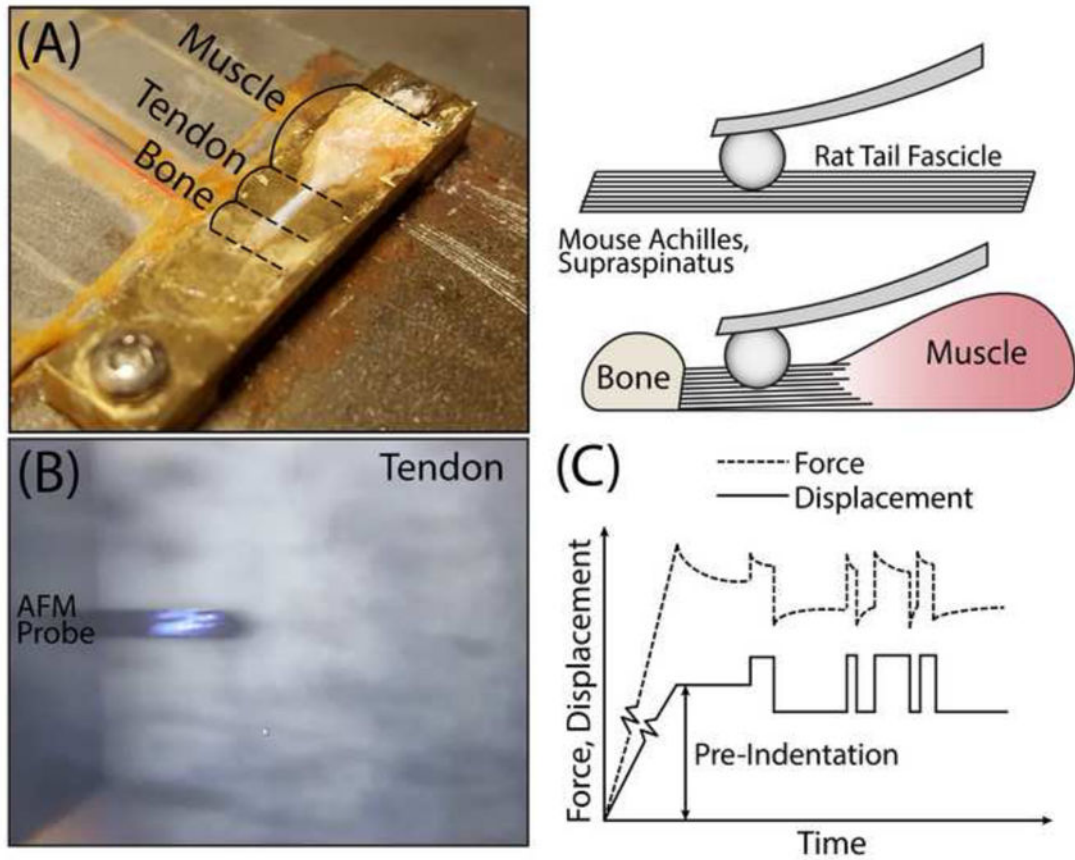 (A)
Muscle
Tendon
Bone
Rat Tail Fascicle
Mouse Achilles,
Supraspinatus
Bone
Muscle
(B)
Tendon
AFM
Probe
(C)
Force
Displacement
Force, Displacement
Pre-Indentation
Time